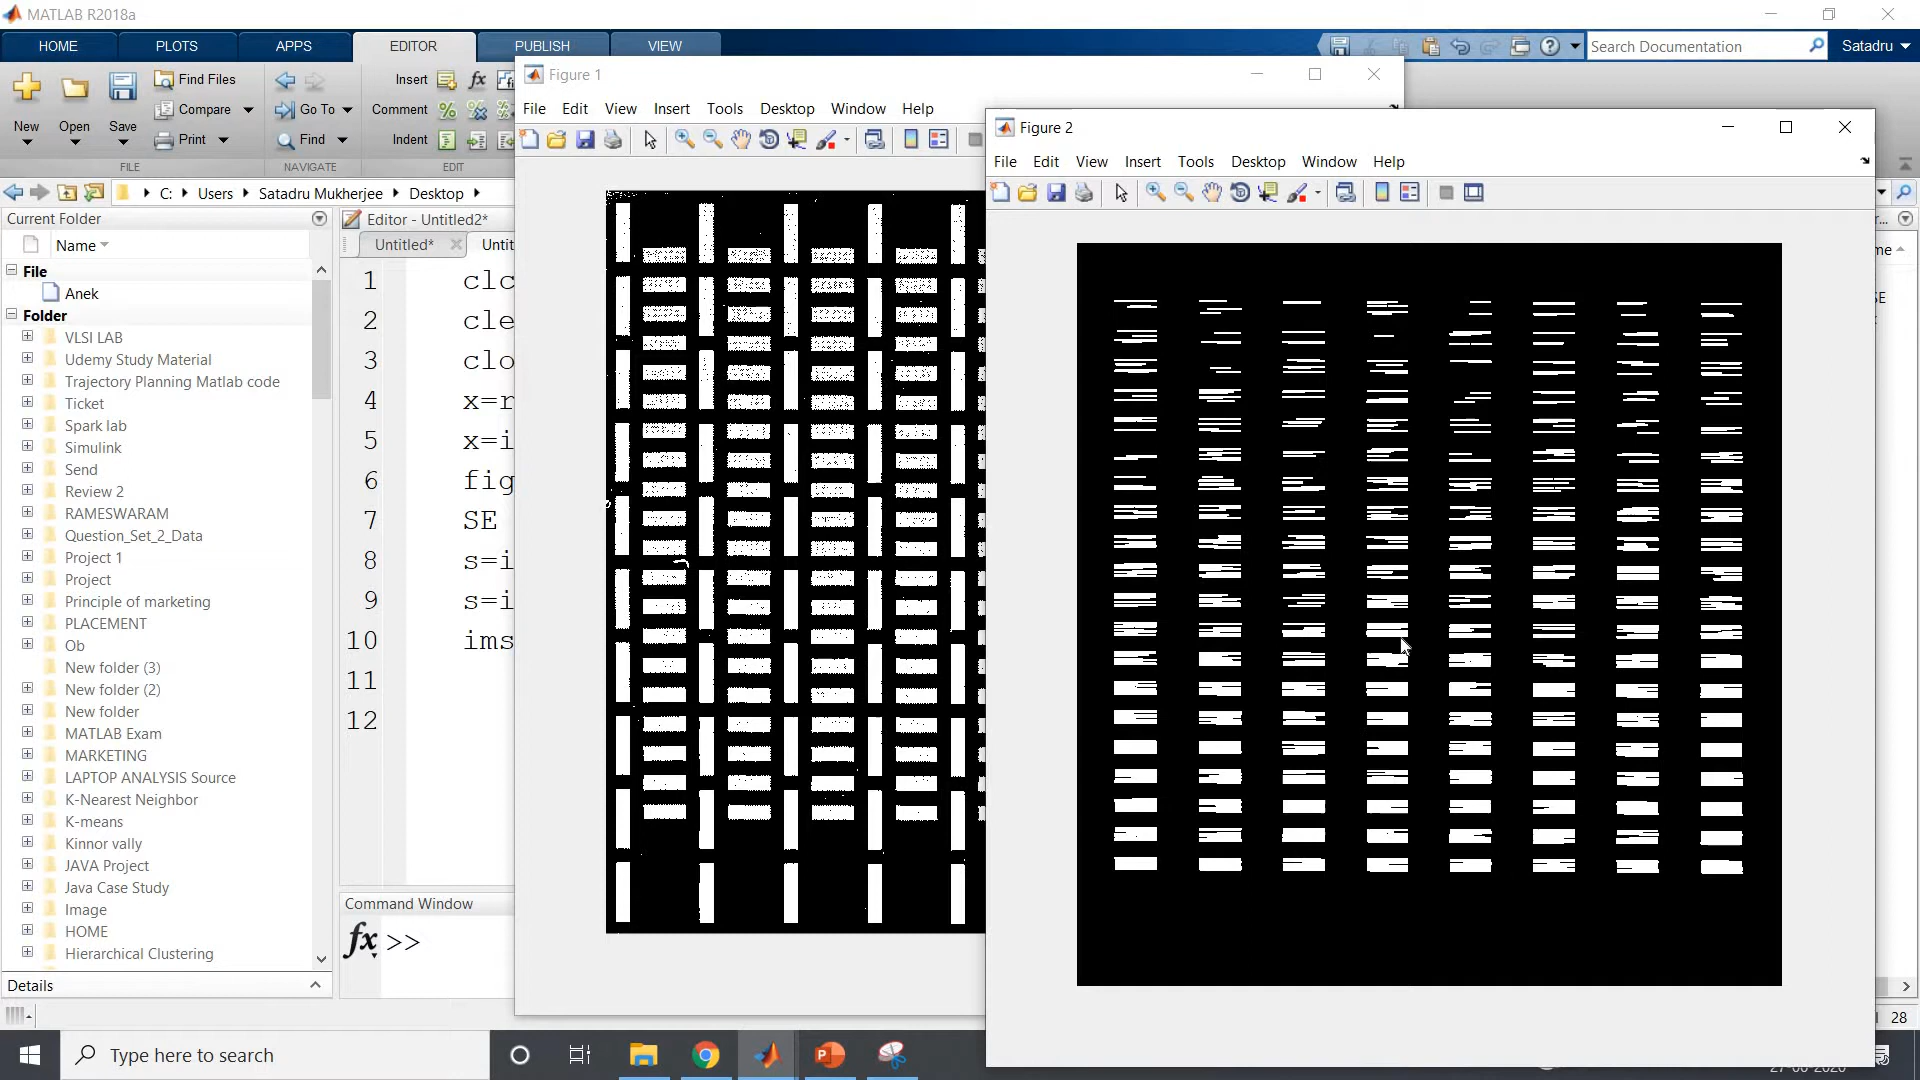 MATLAB R2018a
HOME PLOTS APPS EDITOR PUBLISH VIEW
Search Documentation
Satadru
New Open Save
Find Files
Compare
Print
Go To
Find
Insert
Comment
Indent
FILE NAVIGATE EDIT
C: Users Satadru Mukherjee Desktop
Current Folder
Name
File
Anek
Folder
VLSI LAB
Udemy Study Material
Trajectory Planning Matlab code
Ticket
Spark lab
Simulink
Send
Review 2
RAMESWARAM
Question_Set_2_Data
Project 1
Project
Principle of marketing
PLACEMENT
Ob
New folder (3)
New folder (2)
New folder
MATLAB Exam
MARKETING
LAPTOP ANALYSIS Source
K-Nearest Neighbor
K-means
Kinnor vally
JAVA Project
Java Case Study
Image
HOME
Hierarchical Clustering
Details
Editor - Untitled2*
Untitled*
Unti
1 clc
2 cle
3 clo
4 x=r
5 x=i
6 fig
7 SE
8 s=i
9 s=i
10 ims
11
12
Command Window
fx >>
Figure 1
File Edit View Insert Tools Desktop Window Help
Figure 2
File Edit View Insert Tools Desktop Window Help
SE
28
Type here to search